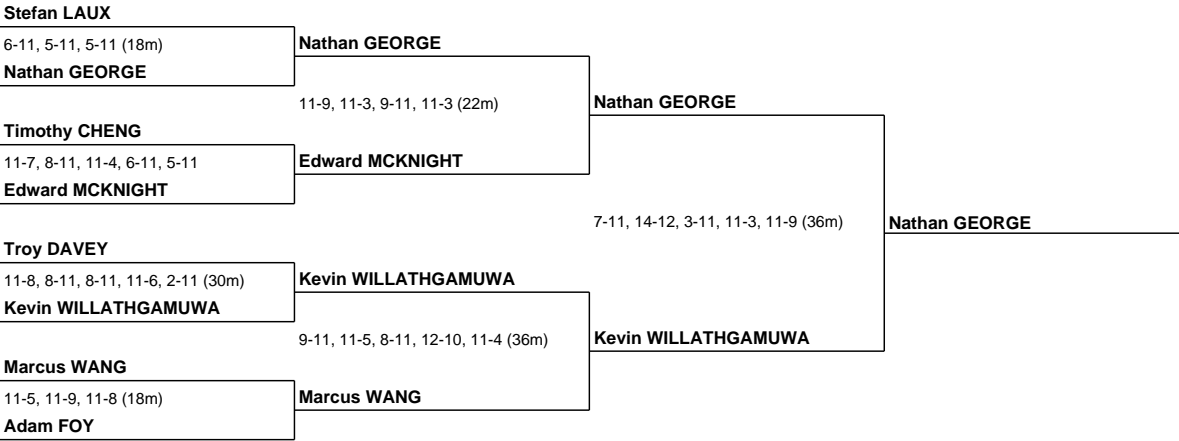 Stefan LAUX
6-11, 5-11, 5-11 (18m)
Nathan GEORGE
Nathan GEORGE
11-9, 11-3, 9-11, 11-3 (22m)
Nathan GEORGE
Timothy CHENG
11-7, 8-11, 11-4, 6-11, 5-11
Edward MCKNIGHT
Edward MCKNIGHT
7-11, 14-12, 3-11, 11-3, 11-9 (36m)
Nathan GEORGE
Troy DAVEY
11-8, 8-11, 8-11, 11-6, 2-11 (30m)
Kevin WILLATHGAMUWA
Kevin WILLATHGAMUWA
9-11, 11-5, 8-11, 12-10, 11-4 (36m)
Kevin WILLATHGAMUWA
Marcus WANG
11-5, 11-9, 11-8 (18m)
Marcus WANG
Adam FOY